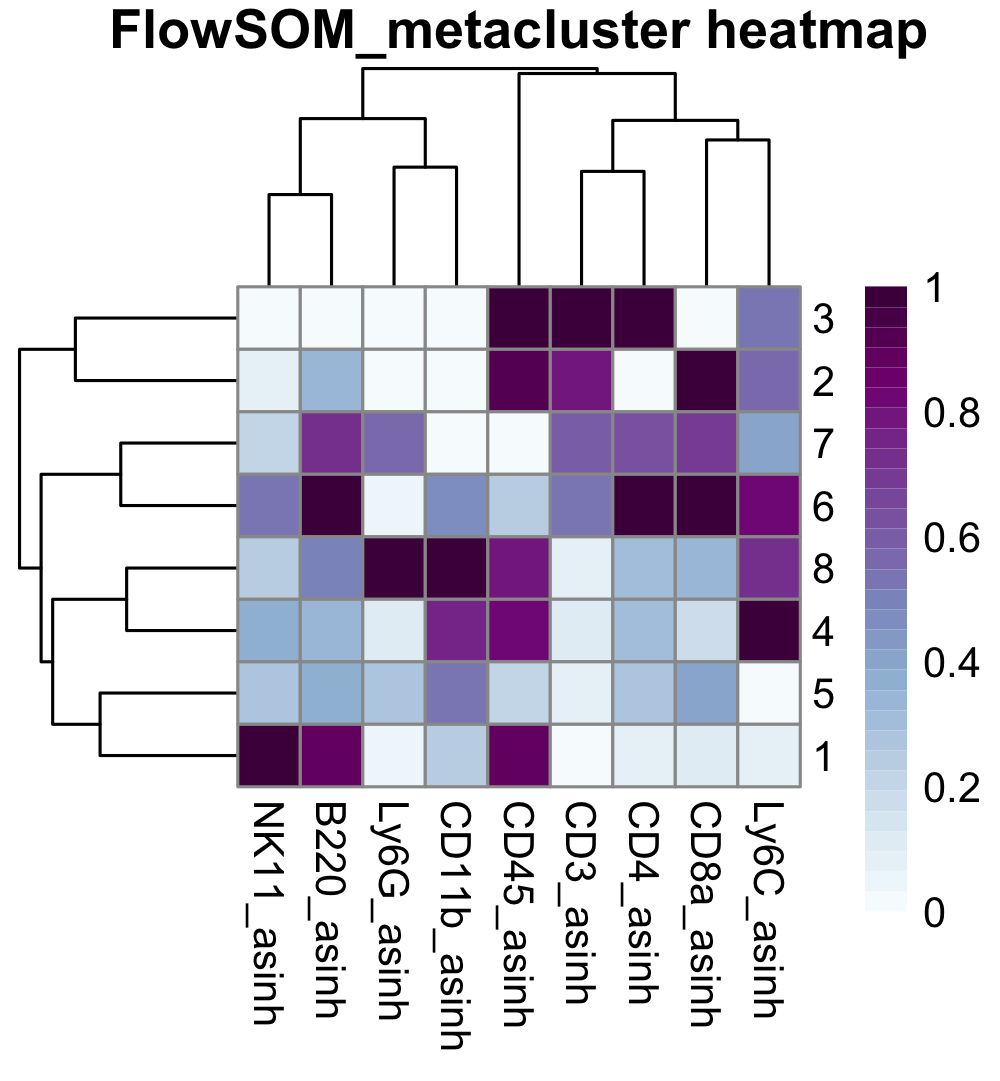 FlowSOM_metacluster heatmap
3
2
7
6
8
4
5
1
NK11_asinh
B220_asinh
Ly6G_asinh
CD11b_asinh
CD45_asinh
CD3_asinh
CD4_asinh
CD8a_asinh
Ly6C_asinh
1
0.8
0.6
0.4
0.2
0